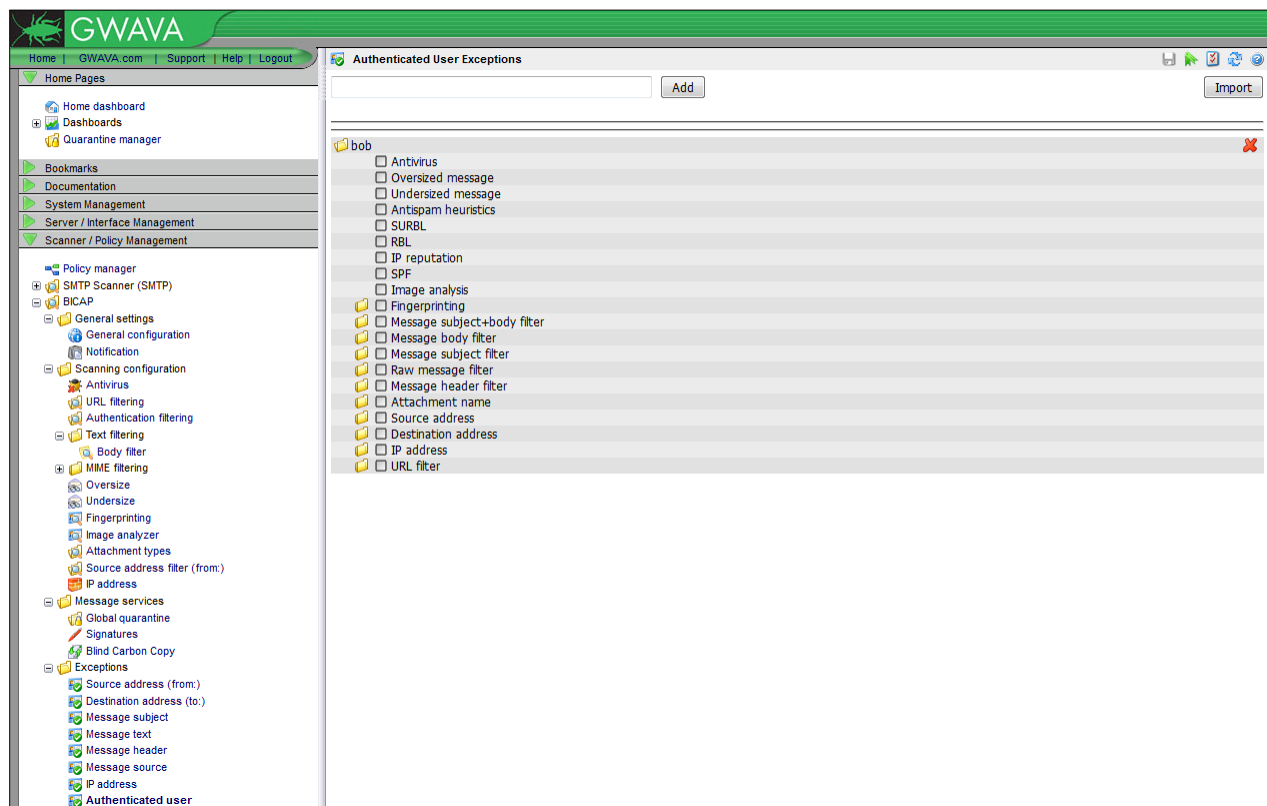 GWAVA
Home | GWAVA.com | Support | Help | Logout
Home Pages
Home dashboard
Dashboards
Quarantine manager
Bookmarks
Documentation
System Management
Server / Interface Management
Scanner / Policy Management
Policy manager
SMTP Scanner (SMTP)
BICAP
General settings
General configuration
Notification
Scanning configuration
Antivirus
URL filtering
Authentication filtering
Text filtering
Body filter
MIME filtering
Oversize
Undersize
Fingerprinting
Image analyzer
Attachment types
Source address filter (from:)
IP address
Message services
Global quarantine
Signatures
Blind Carbon Copy
Exceptions
Source address (from:)
Destination address (to:)
Message subject
Message text
Message header
Message source
IP address
Authenticated user
Authenticated User Exceptions
Add
Import
bob
Antivirus
Oversized message
Undersized message
Antispam heuristics
SURBL
RBL
IP reputation
SPF
Image analysis
Fingerprinting
Message subject+body filter
Message body filter
Message subject filter
Raw message filter
Message header filter
Attachment name
Source address
Destination address
IP address
URL filter